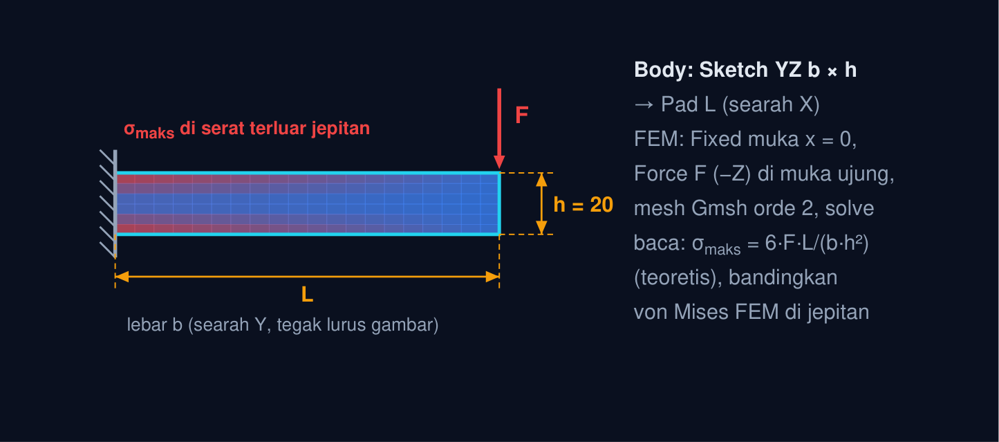 σmaks di serat terluar jepitan
F
h = 20
L
lebar b (searah Y, tegak lurus gambar)
Body: Sketch YZ b × h
→ Pad L (searah X)
FEM: Fixed muka x = 0,
Force F (−Z) di muka ujung,
mesh Gmsh orde 2, solve
baca: σmaks = 6·F·L/(b·h²)
(teoretis), bandingkan
von Mises FEM di jepitan